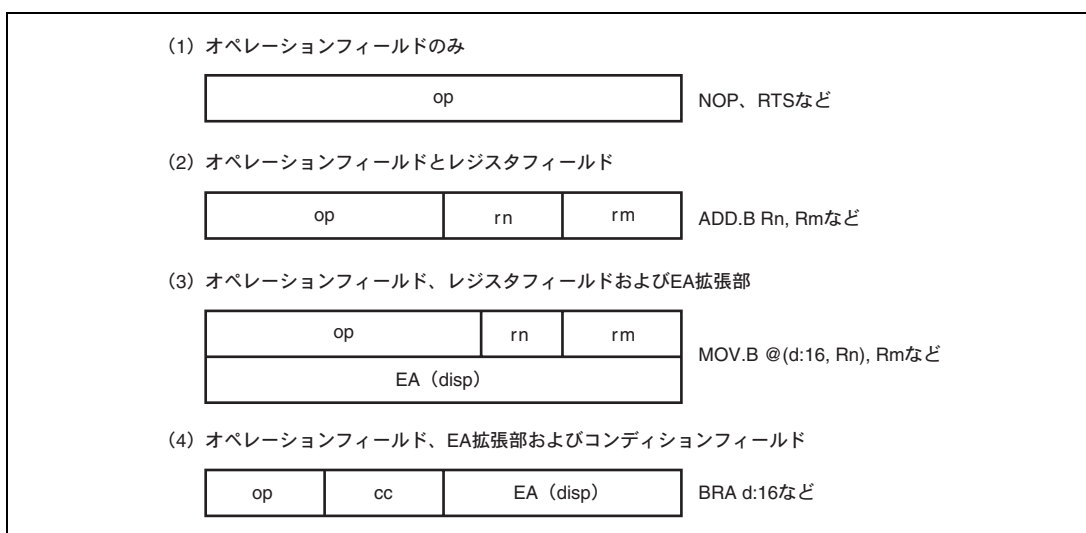 (1) オペレーションフィールドのみ
op
NOP、RTSなど
(2) オペレーションフィールドとレジスタフィールド
op rn rm
ADD.B Rn, Rmなど
(3) オペレーションフィールド、レジスタフィールドおよびEA拡張部
op rn rm
EA(disp)
MOV.B @(d:16, Rn), Rmなど
(4) オペレーションフィールド、EA拡張部およびコンディションフィールド
op cc EA(disp)
BRA d:16など